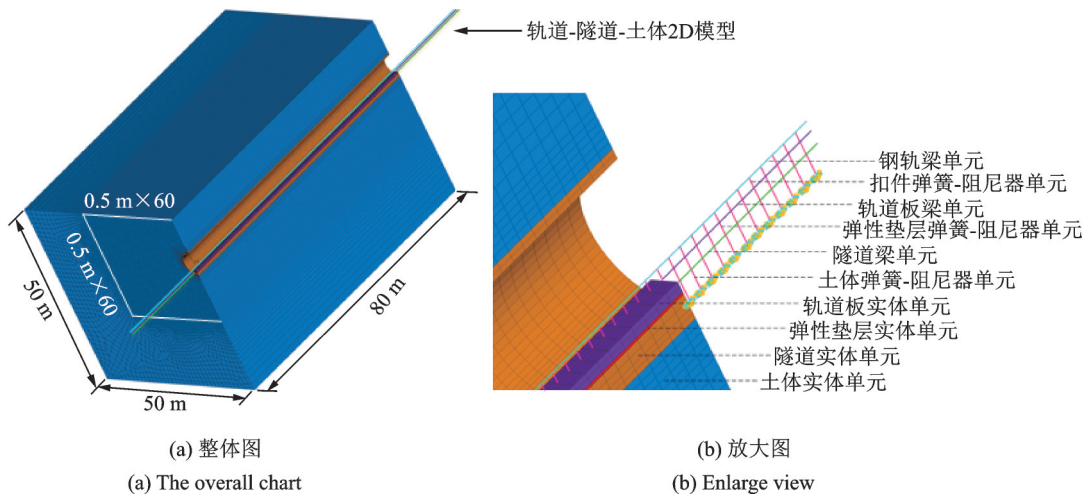 轨道-隧道-土体2D模型
0.5 m×60
0.5 m×60
50 m
80 m
50 m
钢轨梁单元
扣件弹簧-阻尼器单元
轨道板梁单元
弹性垫层弹簧-阻尼器单元
隧道梁单元
土体弹簧-阻尼器单元
轨道板实体单元
弹性垫层实体单元
隧道实体单元
土体实体单元
(a) 整体图
(a) The overall chart
(b) 放大图
(b) Enlarge view